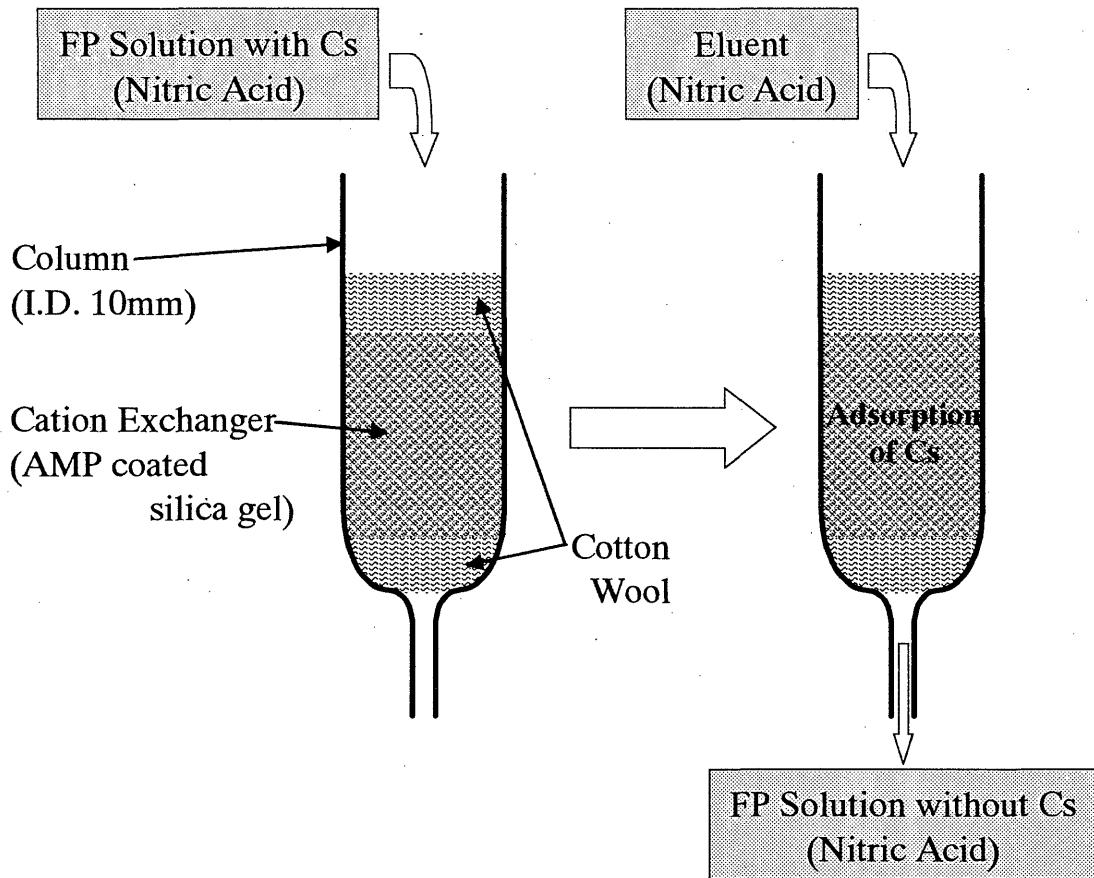 FP Solution with Cs
(Nitric Acid)
Eluent
(Nitric Acid)
Column
(I.D. 10mm)
Cation Exchanger
(AMP coated
silica gel)
Cotton
Wool
Adsorption
of Cs
FP Solution without Cs
(Nitric Acid)